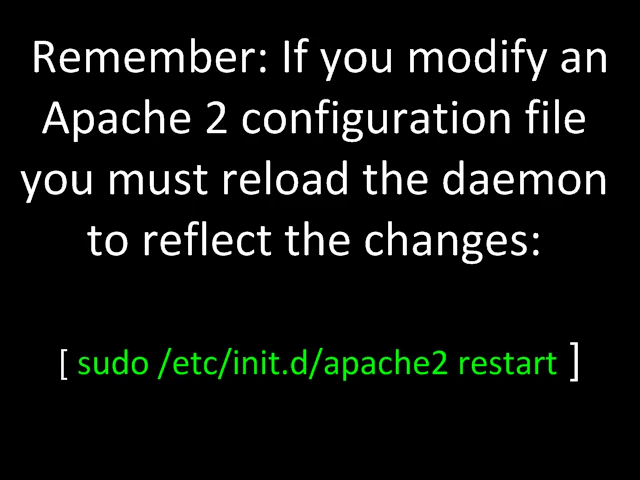 Remember: If you modify an
Apache 2 configuration file
you must reload the daemon
to reflect the changes:
[ sudo /etc/init.d/apache2 restart ]